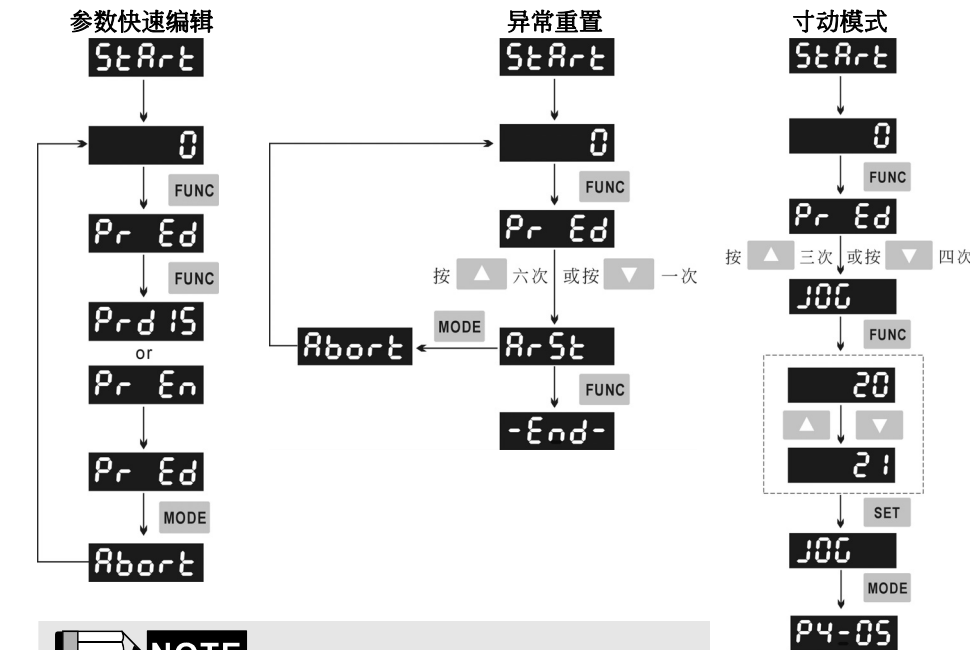 参数快速编辑
StArt
0
FUNC
Pr Ed
FUNC
PrdIS
or
Pr En
Pr Ed
MODE
Abort
异常重置
StArt
0
FUNC
Pr Ed
按 六次 或按 一次
MODE
Abort
ArSt
FUNC
-End-
寸动模式
StArt
0
FUNC
Pr Ed
按 三次 或按 四次
JOG
FUNC
20
21
SET
JOG
MODE
P4-05
NOTE